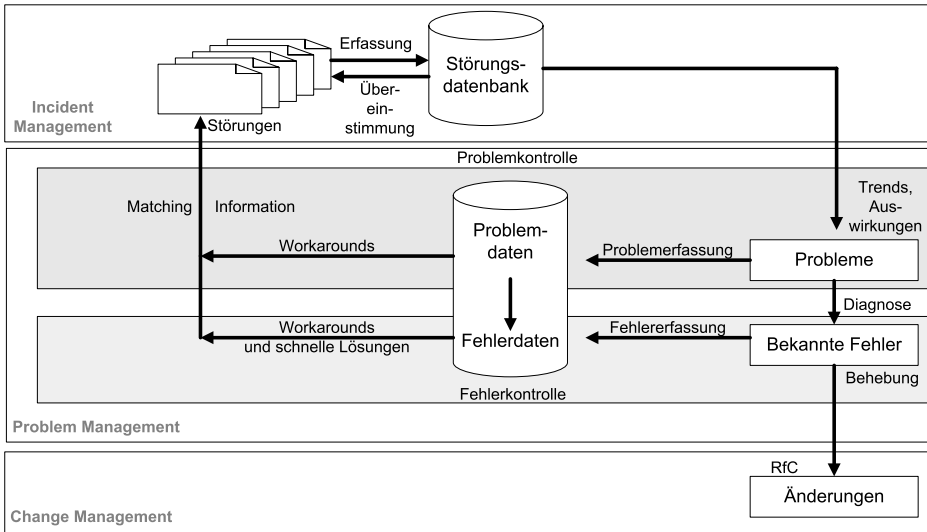 Erfassung
Störungs-
datenbank
Über-
ein-
stimmung
Incident
Management
Störungen
Problemkontrolle
Matching
Information
Trends,
Aus-
wirkungen
Problem-
daten
Workarounds
Problemerfassung
Probleme
Diagnose
Workarounds
und schnelle Lösungen
Fehlerdaten
Fehlererfassung
Bekannte Fehler
Behebung
Fehlerkontrolle
Problem Management
RfC
Änderungen
Change Management